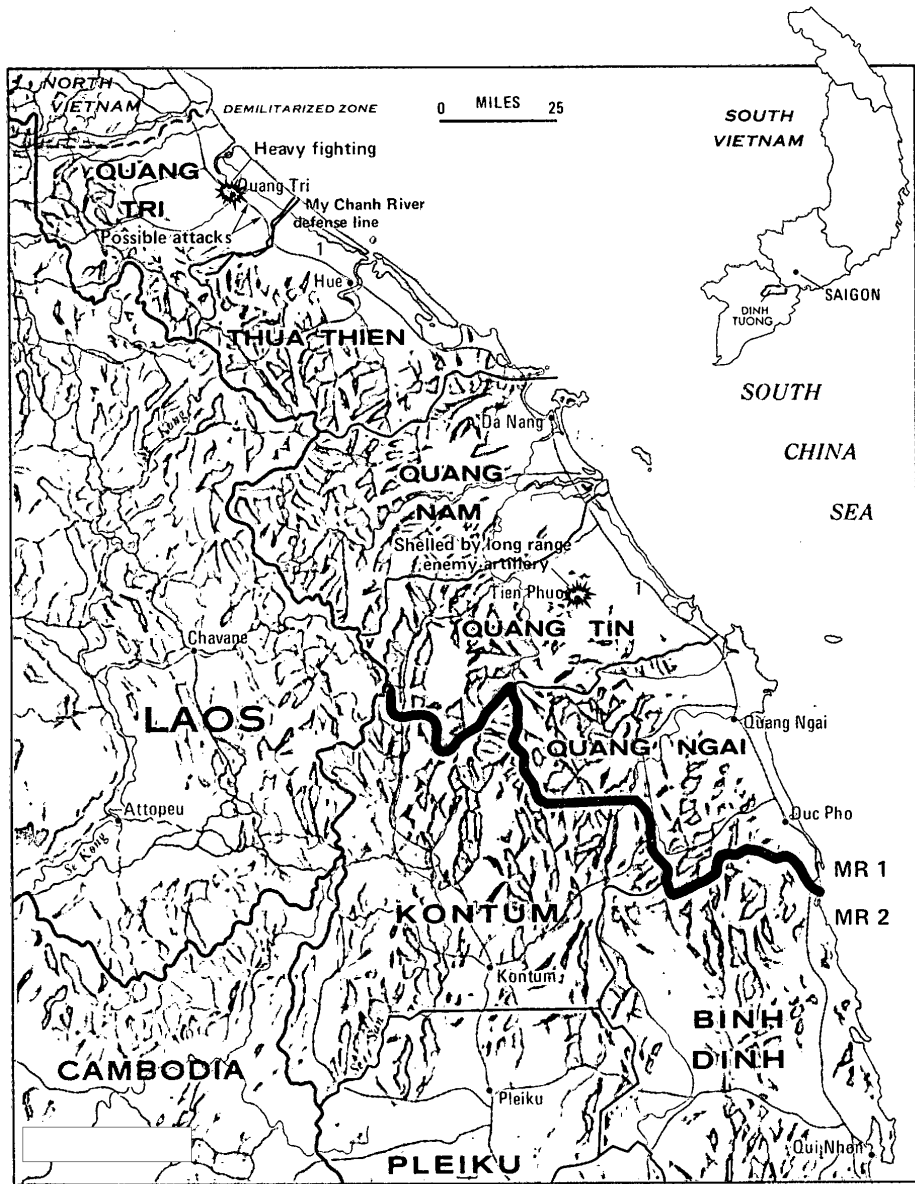 NORTH
VIETNAM
DEMILITARIZED ZONE
0 MILES 25
SOUTH
VIETNAM
Heavy fighting
QUANG
TRI
Quang Tri
My Chanh River
defense line
Possible attacks
1
Hue
THUA THIEN
SAIGON
DINH
TUONG
SOUTH
CHINA
SEA
Kong
Da Nang
QUANG
NAM
Shelled by long range
enemy artillery
Tien Phuoc
1
QUANG TIN
Chavane
LAOS
Quang Ngai
QUANG NGAI
Attopeu
Se Kong
Duc Pho
MR 1
MR 2
KONTUM
Kontum
BINH
DINH
CAMBODIA
Pleiku
Qui Nhon
PLEIKU